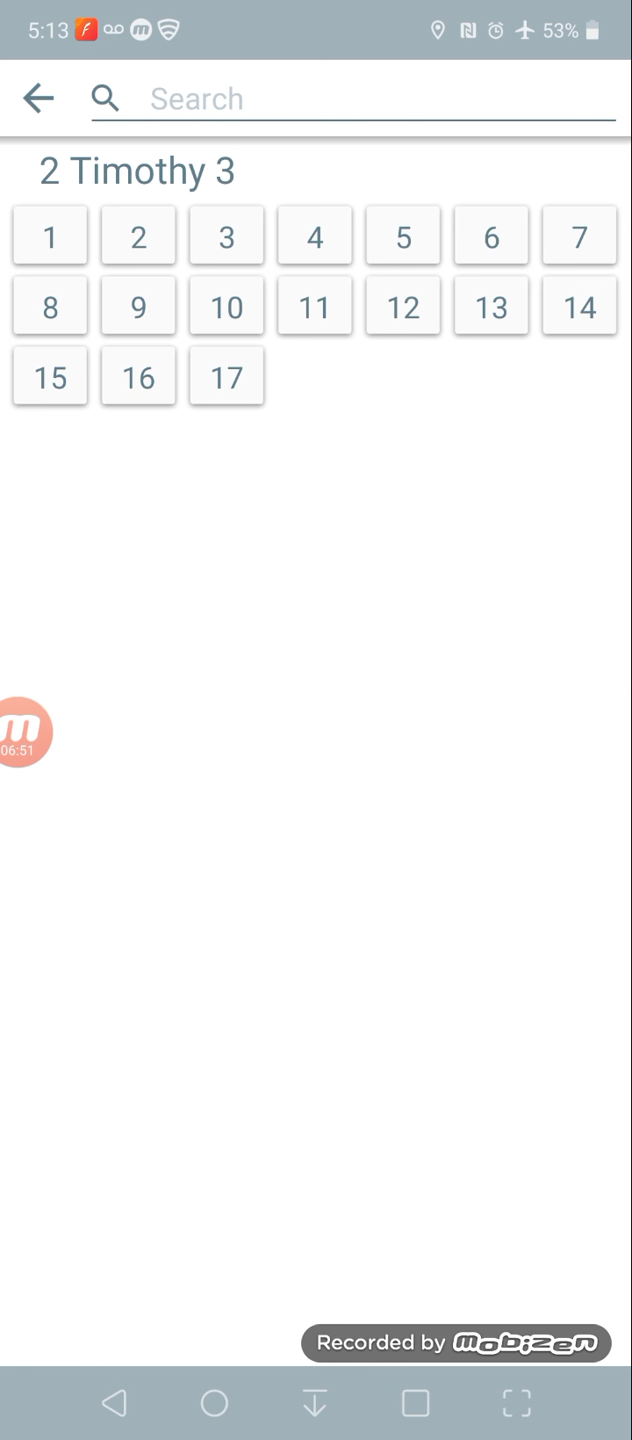 5:13 53%
Search
2 Timothy 3
1 2 3 4 5 6 7
8 9 10 11 12 13 14
15 16 17
m
06:51
Recorded by mobizen